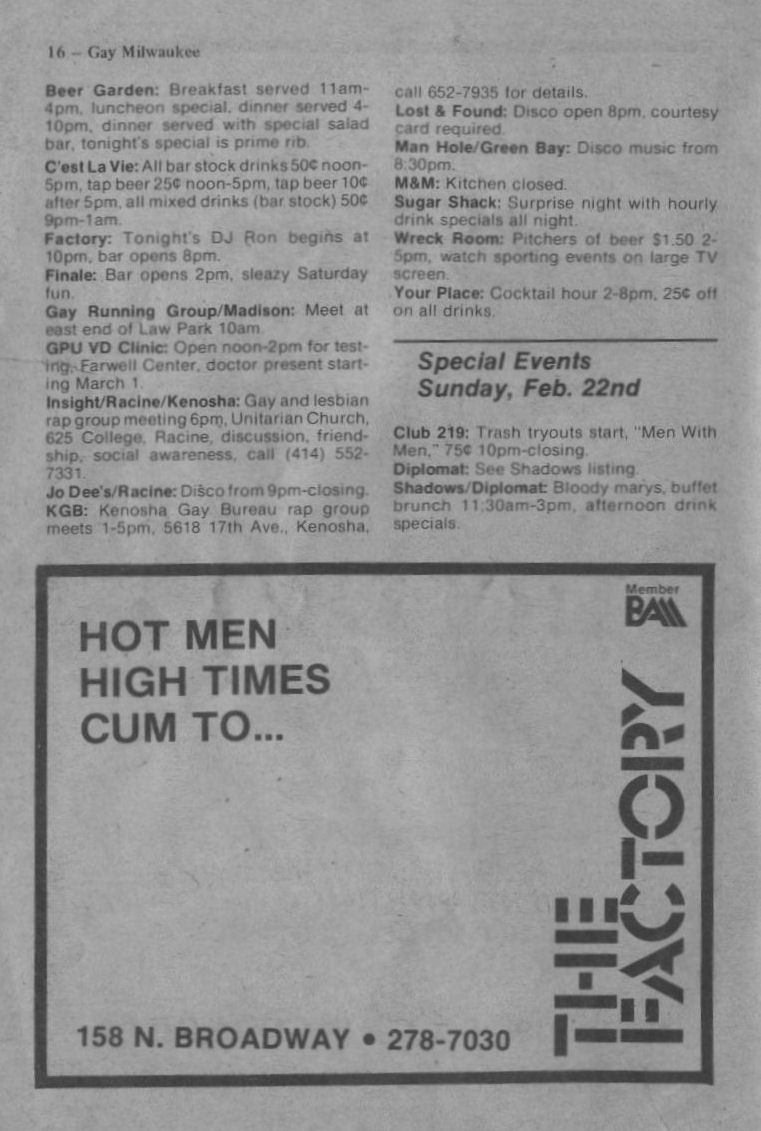 16 – Gay Milwaukee
Beer Garden: Breakfast served 11am-
4pm, luncheon special, dinner served 4-
10pm, dinner served with special salad
bar, tonight's special is prime rib.
C'est La Vie: All bar stock drinks 50¢ noon-
5pm, tap beer 25¢ noon-5pm, tap beer 10¢
after 5pm, all mixed drinks (bar stock) 50¢
9pm-1am.
Factory: Tonight's DJ Ron begins at
10pm, bar opens 8pm.
Finale: Bar opens 2pm, sleazy Saturday
fun.
Gay Running Group/Madison: Meet at
east end of Law Park 10am.
GPU VD Clinic: Open noon-2pm for test-
ing, Farwell Center, doctor present start-
ing March 1.
Insight/Racine/Kenosha: Gay and lesbian
rap group meeting 6pm, Unitarian Church,
625 College, Racine, discussion, friend-
ship, social awareness, call (414) 552-
7331.
Jo Dee's/Racine: Disco from 9pm-closing.
KGB: Kenosha Gay Bureau rap group
meets 1-5pm, 5618 17th Ave., Kenosha,
call 652-7935 for details.
Lost & Found: Disco open 8pm, courtesy
card required.
Man Hole/Green Bay: Disco music from
8:30pm.
M&M: Kitchen closed.
Sugar Shack: Surprise night with hourly
drink specials all night.
Wreck Room: Pitchers of beer $1.50 2-
5pm, watch sporting events on large TV
screen.
Your Place: Cocktail hour 2-8pm, 25¢ off
on all drinks.
Special Events
Sunday, Feb. 22nd
Club 219: Trash tryouts start, "Men With
Men," 75¢ 10pm-closing.
Diplomat: See Shadows listing.
Shadows/Diplomat: Bloody marys, buffet
brunch 11:30am-3pm, afternoon drink
specials.
HOT MEN
HIGH TIMES
CUM TO...
Member
BAM
THE
FACTORY
158 N. BROADWAY • 278-7030